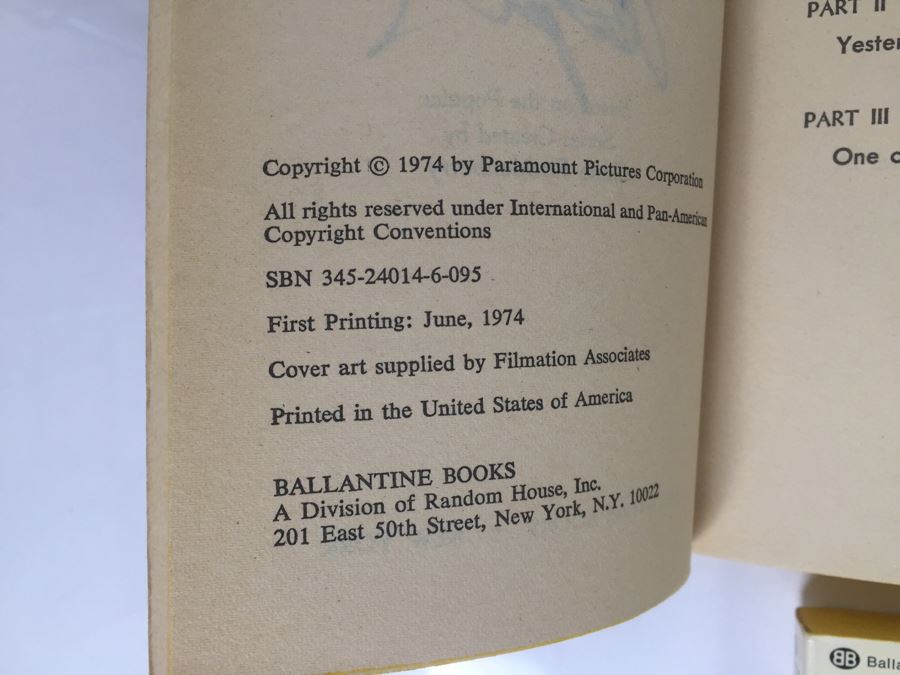 Copyright © 1974 by Paramount Pictures Corporation
All rights reserved under International and Pan-American
Copyright Conventions
SBN 345-24014-6-095
First Printing: June, 1974
Cover art supplied by Filmation Associates
Printed in the United States of America
BALLANTINE BOOKS
A Division of Random House, Inc.
201 East 50th Street, New York, N.Y. 10022
PART II
Yester
PART III
One
BB Balla